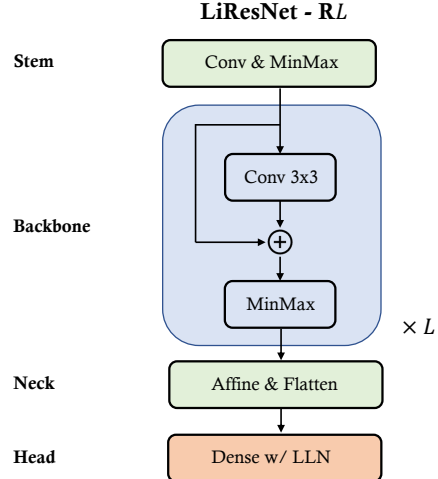 LiResNet - RL
Stem
Conv & MinMax
Backbone
Conv 3x3
+
MinMax
× L
Neck
Affine & Flatten
Head
Dense w/ LLN